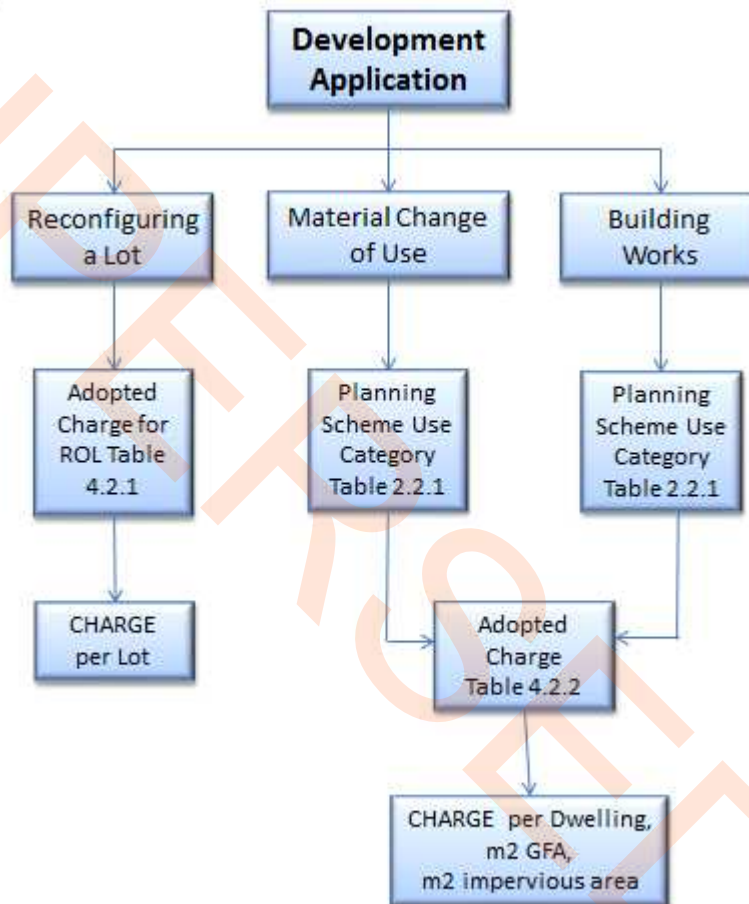 Development
Application
Reconfiguring
a Lot
Material Change
of Use
Building
Works
Adopted
Charge for
ROL Table
4.2.1
Planning
Scheme Use
Category
Table 2.2.1
Planning
Scheme Use
Category
Table 2.2.1
CHARGE
per Lot
Adopted
Charge
Table 4.2.2
CHARGE per Dwelling,
m2 GFA,
m2 impervious area